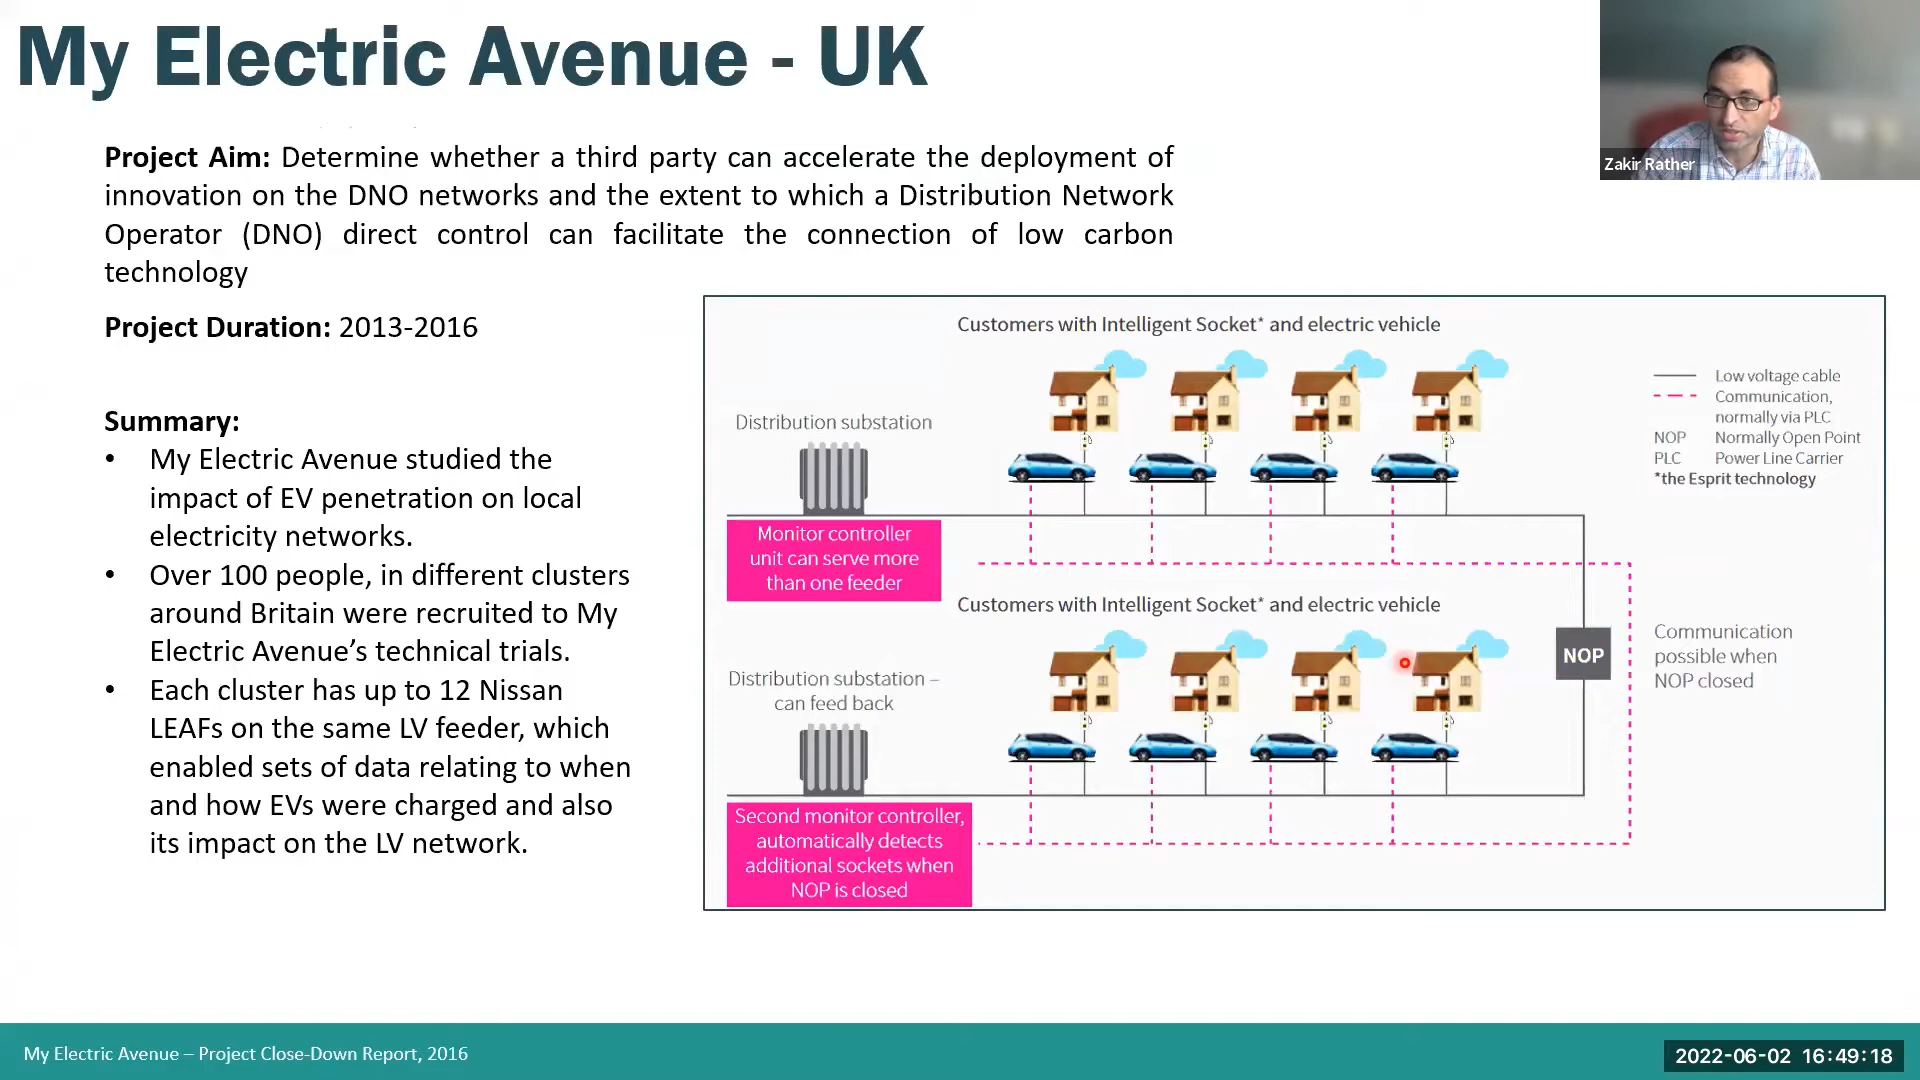 My Electric Avenue - UK
Zakir Rather
Project Aim: Determine whether a third party can accelerate the deployment of
innovation on the DNO networks and the extent to which a Distribution Network
Operator (DNO) direct control can facilitate the connection of low carbon
technology
Project Duration: 2013-2016
Summary:
• My Electric Avenue studied the
impact of EV penetration on local
electricity networks.
• Over 100 people, in different clusters
around Britain were recruited to My
Electric Avenue’s technical trials.
• Each cluster has up to 12 Nissan
LEAFs on the same LV feeder, which
enabled sets of data relating to when
and how EVs were charged and also
its impact on the LV network.
Customers with Intelligent Socket* and electric vehicle
Distribution substation
Monitor controller
unit can serve more
than one feeder
Low voltage cable
Communication,
normally via PLC
NOP Normally Open Point
PLC Power Line Carrier
*the Esprit technology
Customers with Intelligent Socket* and electric vehicle
Distribution substation –
can feed back
NOP
Communication
possible when
NOP closed
Second monitor controller,
automatically detects
additional sockets when
NOP is closed
My Electric Avenue – Project Close-Down Report, 2016
2022-06-02 16:49:18